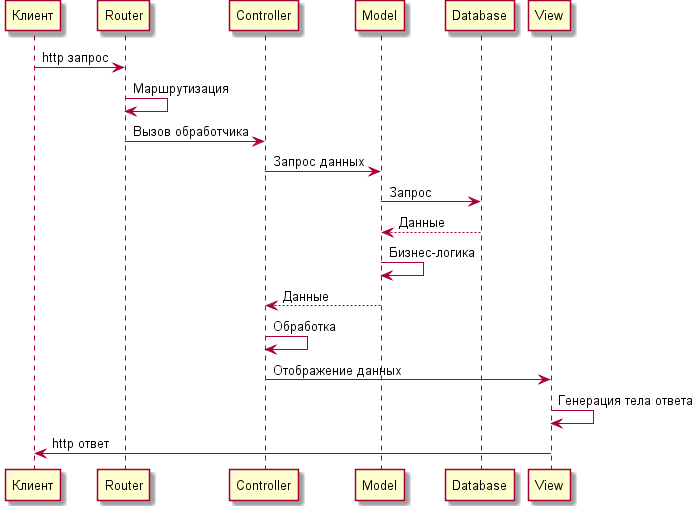 Клиент Router Controller Model Database View
http запрос
Маршрутизация
Вызов обработчика
Запрос данных
Запрос
Данные
Бизнес-логика
Данные
Обработка
Отображение данных
Генерация тела ответа
http ответ
Клиент Router Controller Model Database View